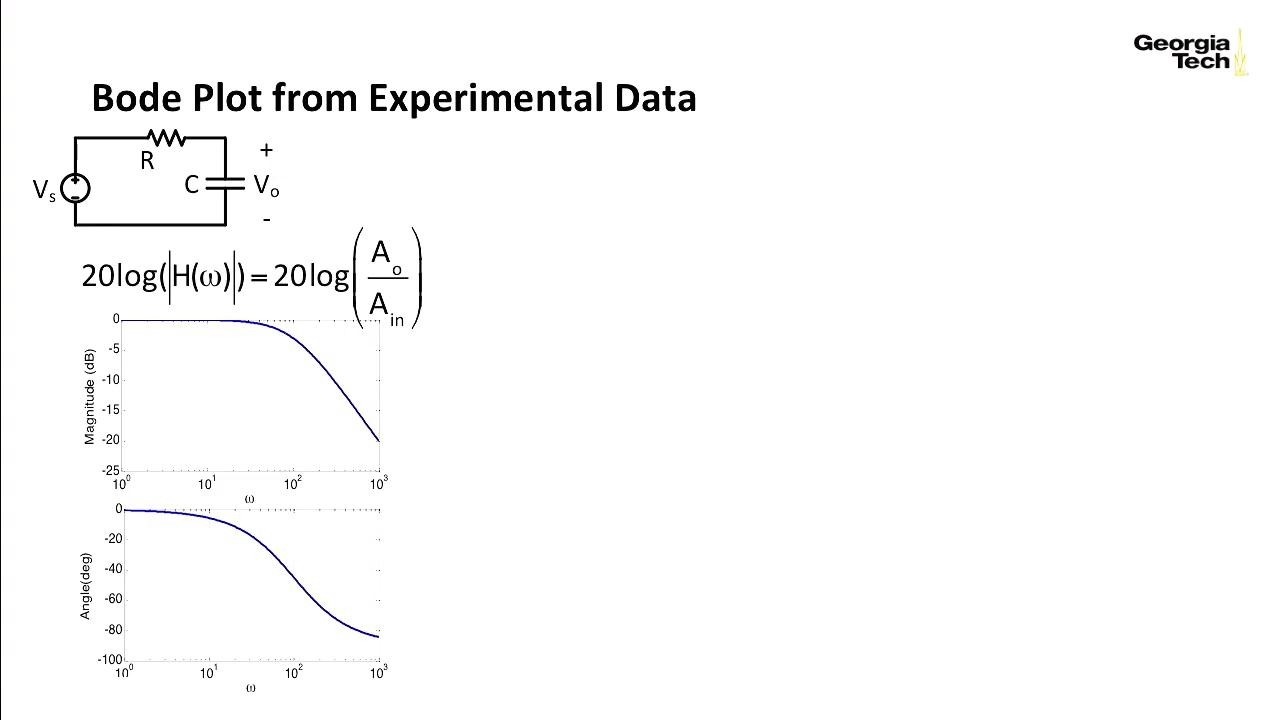 Georgia
Tech
Bode Plot from Experimental Data
R
+
Vs
C
Vo
-
20log(|H(ω)|) = 20log(Ao/Ain)
0
-5
-10
-15
-20
-25
Magnitude (dB)
10^0 10^1 10^2 10^3
ω
0
-20
-40
-60
-80
-100
Angle(deg)
10^0 10^1 10^2 10^3
ω